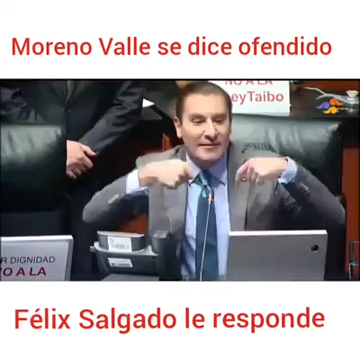 Moreno Valle se dice ofendido
NO A LA
eyTaibo
R DIGNIDAD
O A LA
Félix Salgado le responde